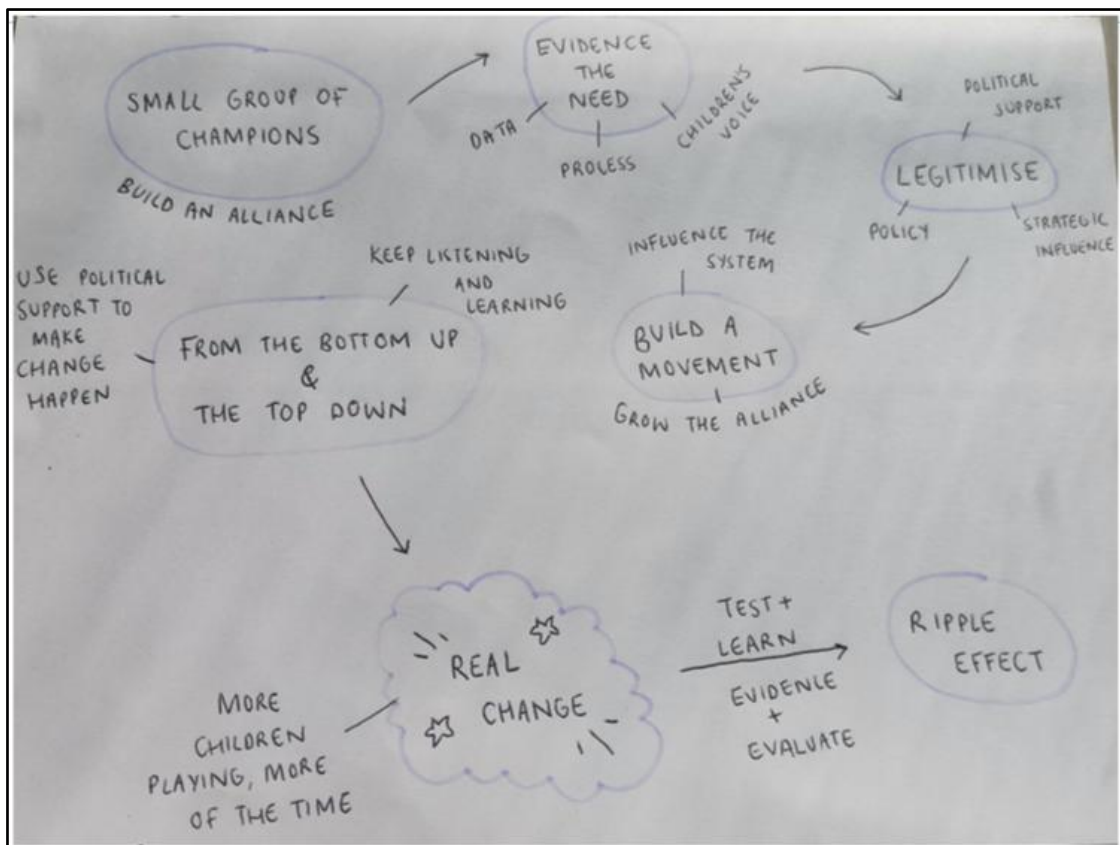 SMALL GROUP OF
CHAMPIONS
BUILD AN ALLIANCE
EVIDENCE
THE
NEED
DATA
PROCESS
CHILDREN'S
VOICE
POLITICAL
SUPPORT
LEGITIMISE
POLICY
STRATEGIC
INFLUENCE
INFLUENCE THE
SYSTEM
BUILD A
MOVEMENT
GROW THE ALLIANCE
KEEP LISTENING
AND
LEARNING
USE POLITICAL
SUPPORT TO
MAKE
CHANGE
HAPPEN
FROM THE BOTTOM UP
&
THE TOP DOWN
REAL
CHANGE
MORE
CHILDREN
PLAYING, MORE
OF THE TIME
TEST +
LEARN
EVIDENCE
+
EVALUATE
RIPPLE
EFFECT